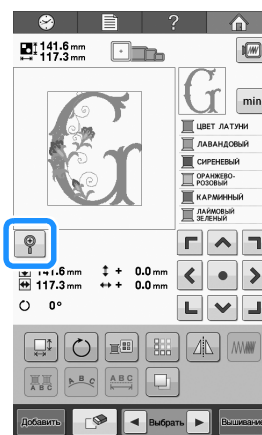 ?
141.6 mm
117.3 mm
min
ЦВЕТ ЛАТУНИ
ЛАВАНДОВЫЙ
СИРЕНЕВЫЙ
ОРАНЖЕВО-
РОЗОВЫЙ
КАРМИННЫЙ
ЛАЙМОВЫЙ
ЗЕЛЕНЫЙ
141.6 mm + 0.0 mm
117.3 mm + 0.0 mm
0°
A B C
A B C
A B C
Добавить
Выбрать
Вышивание